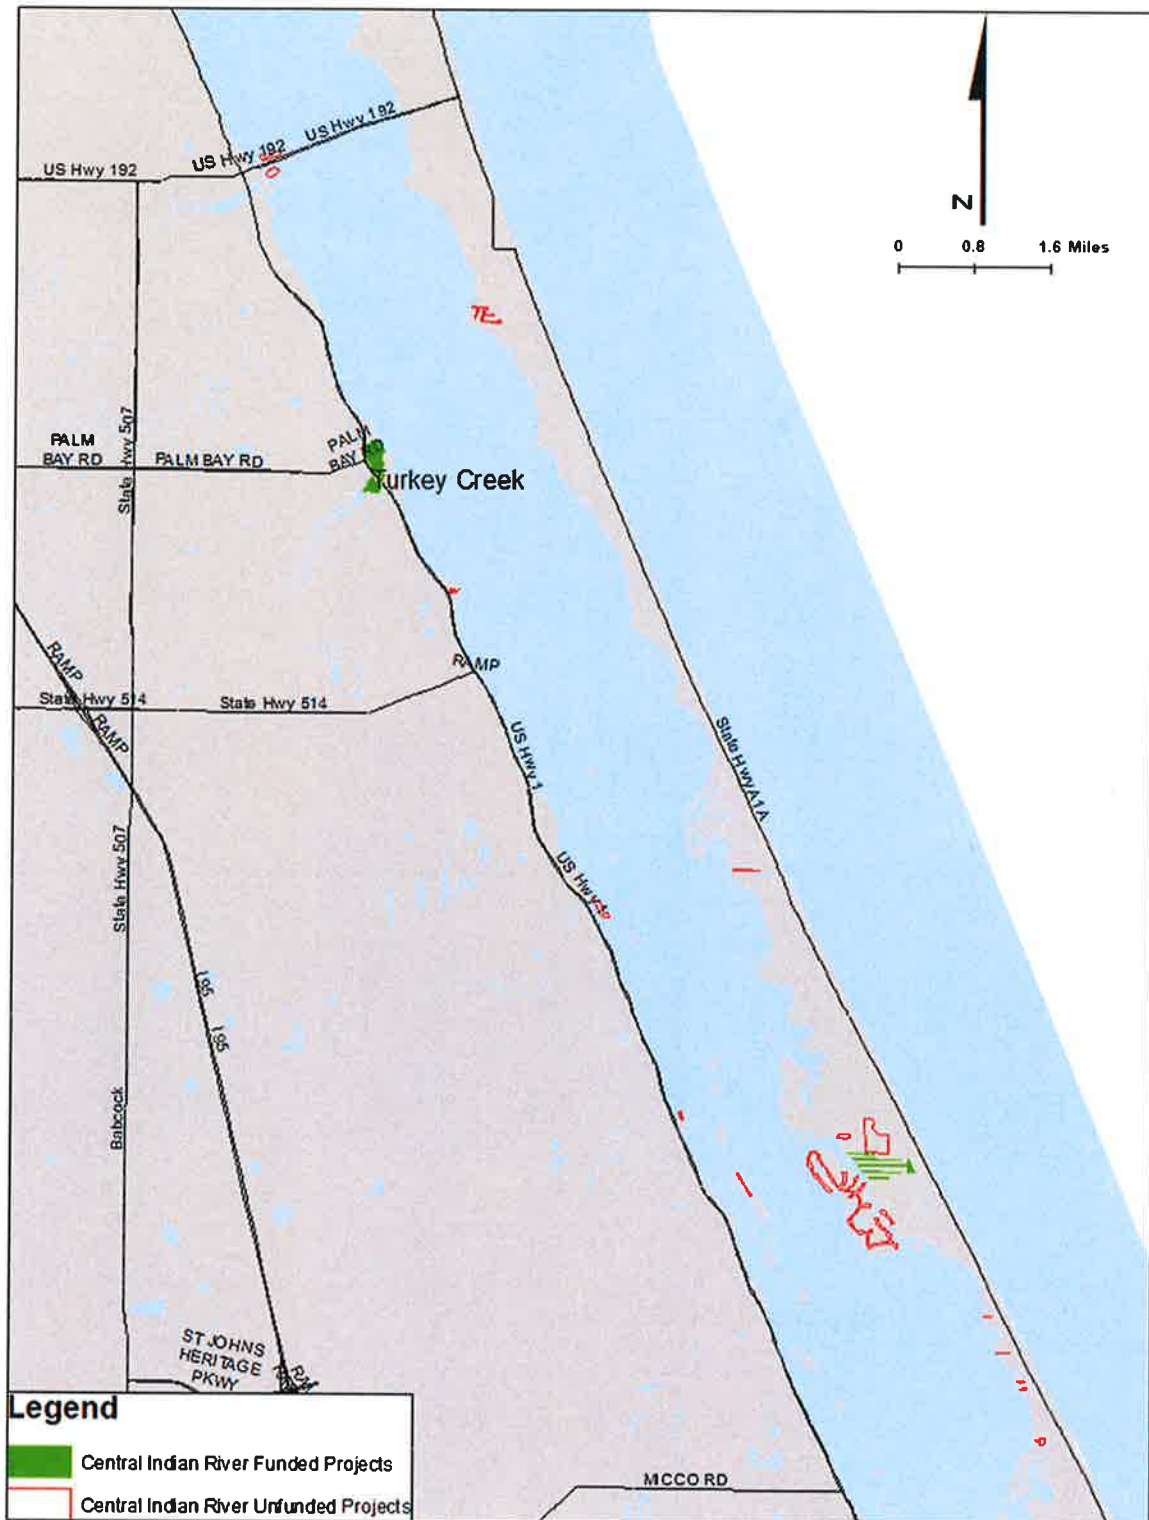 US Hwy 192
US Hwy 192
US Hwy 192
N
0 0.8 1.6 Miles
State Hwy 507
PALM
BAY RD
PALM BAY RD
PALM
BAY RD
Turkey Creek
RAMP
RAMP
RAMP
State Hwy 514
State Hwy 514
US Hwy 1
State Hwy A1A
US Hwy 1
State Hwy 507
I 95
I 95
Babcock
ST JOHNS
HERITAGE
PKWY
MICCO RD
Legend
Central Indian River Funded Projects
Central Indian River Unfunded Projects